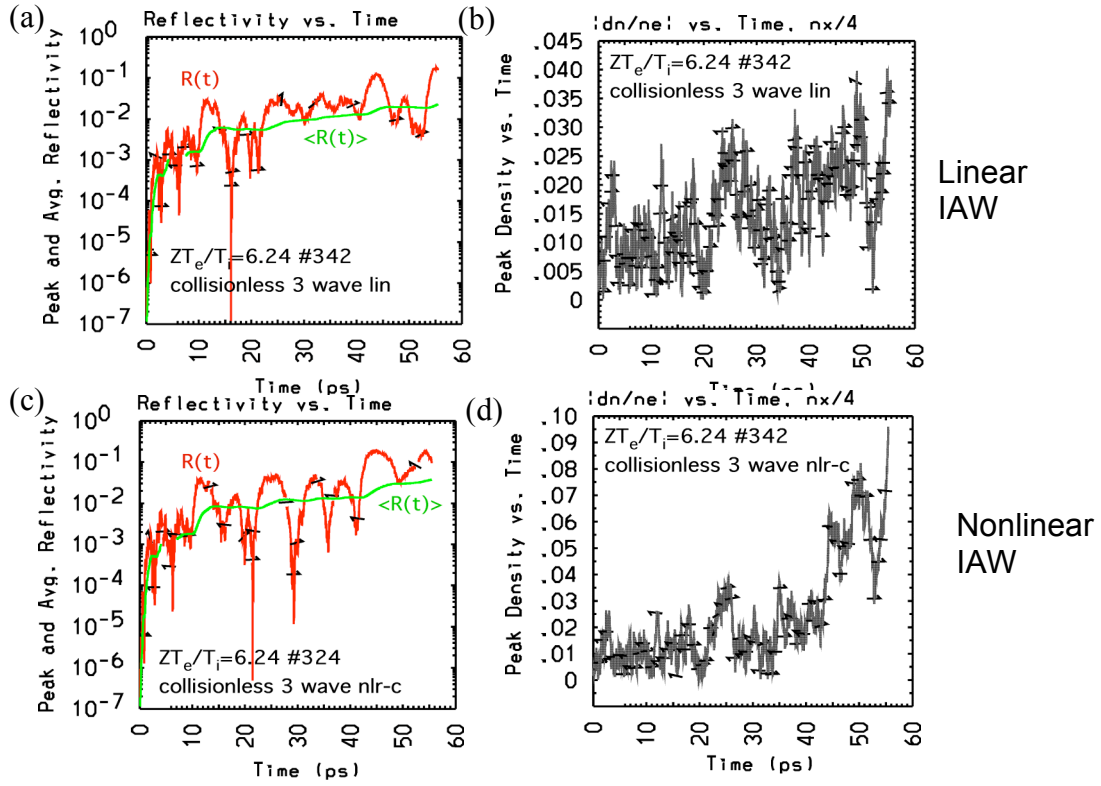 (a)
Reflectivity vs. Time
Peak and Avg. Reflectivity
10⁰
10⁻¹
10⁻²
10⁻³
10⁻⁴
10⁻⁵
10⁻⁶
10⁻⁷
R(t)
<R(t)>
ZTₑ/Tᵢ=6.24 #342
collisionless 3 wave lin
0 10 20 30 40 50 60
Time (ps)
(b)
|dn/ne| vs. Time, nx/4
Peak Density vs. Time
.045
.040
.035
.030
.025
.020
.015
.010
.005
0
ZTₑ/Tᵢ=6.24 #342
collisionless 3 wave lin
0 10 20 30 40 50 60
Time (ps)
Linear
IAW
(c)
Reflectivity vs. Time
Peak and Avg. Reflectivity
10⁰
10⁻¹
10⁻²
10⁻³
10⁻⁴
10⁻⁵
10⁻⁶
10⁻⁷
R(t)
<R(t)>
ZTₑ/Tᵢ=6.24 #324
collisionless 3 wave nlr-c
0 10 20 30 40 50 60
Time (ps)
(d)
|dn/ne| vs. Time, nx/4
Peak Density vs. Time
.10
.09
.08
.07
.06
.05
.04
.03
.02
.01
0
ZTₑ/Tᵢ=6.24 #342
collisionless 3 wave nlr-c
0 10 20 30 40 50 60
Time (ps)
Nonlinear
IAW